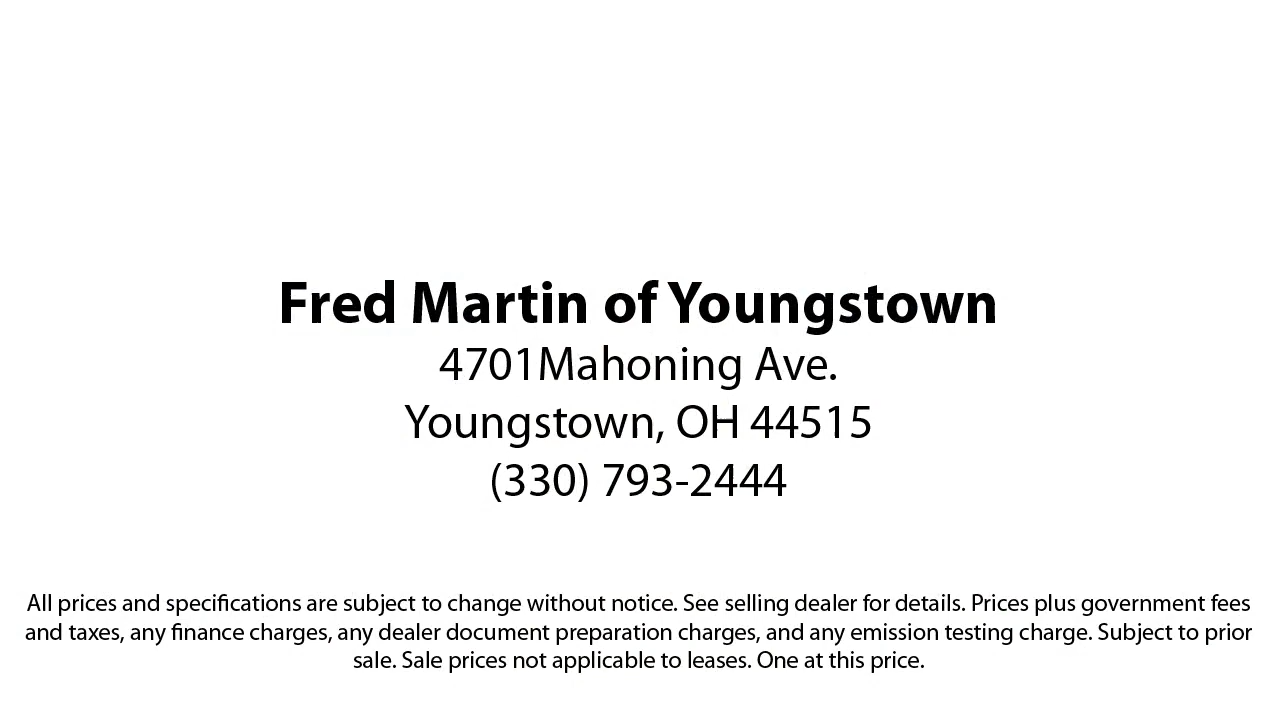 Fred Martin of Youngstown
4701Mahoning Ave.
Youngstown, OH 44515
(330) 793-2444
All prices and specifications are subject to change without notice. See selling dealer for details. Prices plus government fees
and taxes, any finance charges, any dealer document preparation charges, and any emission testing charge. Subject to prior
sale. Sale prices not applicable to leases. One at this price.